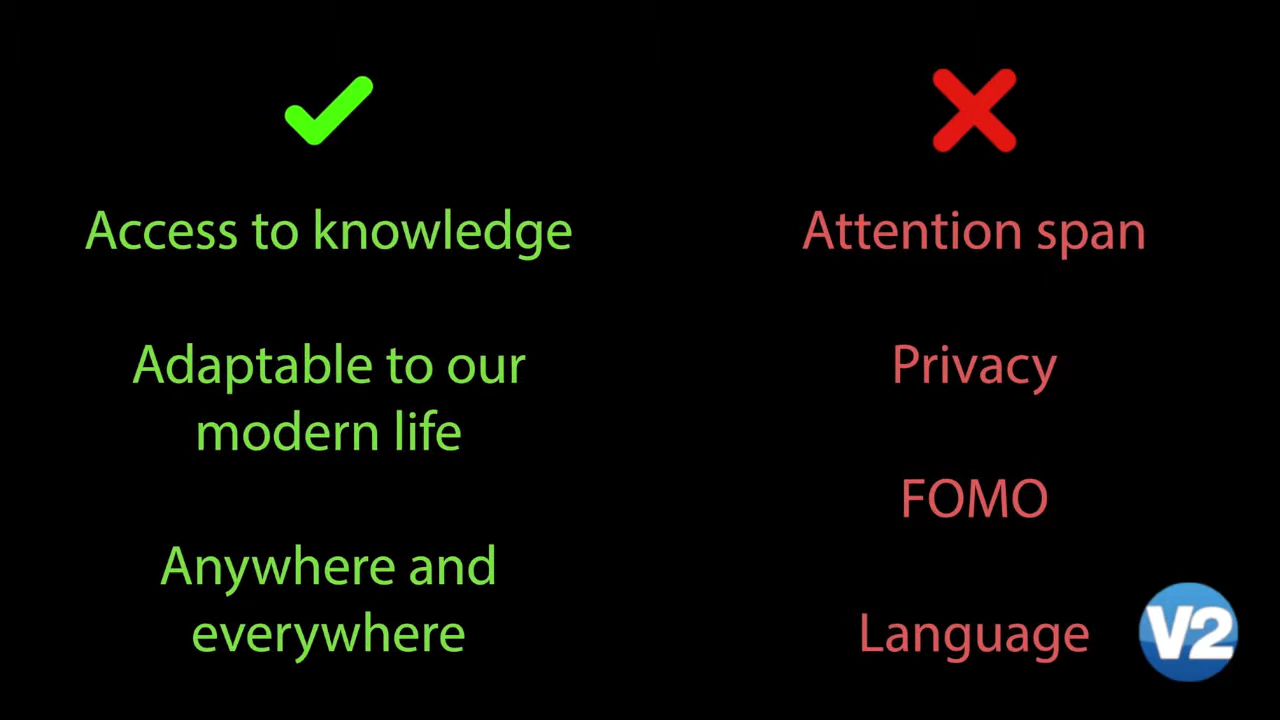 Access to knowledge
Adaptable to our
modern life
Anywhere and
everywhere
Attention span
Privacy
FOMO
Language
V2